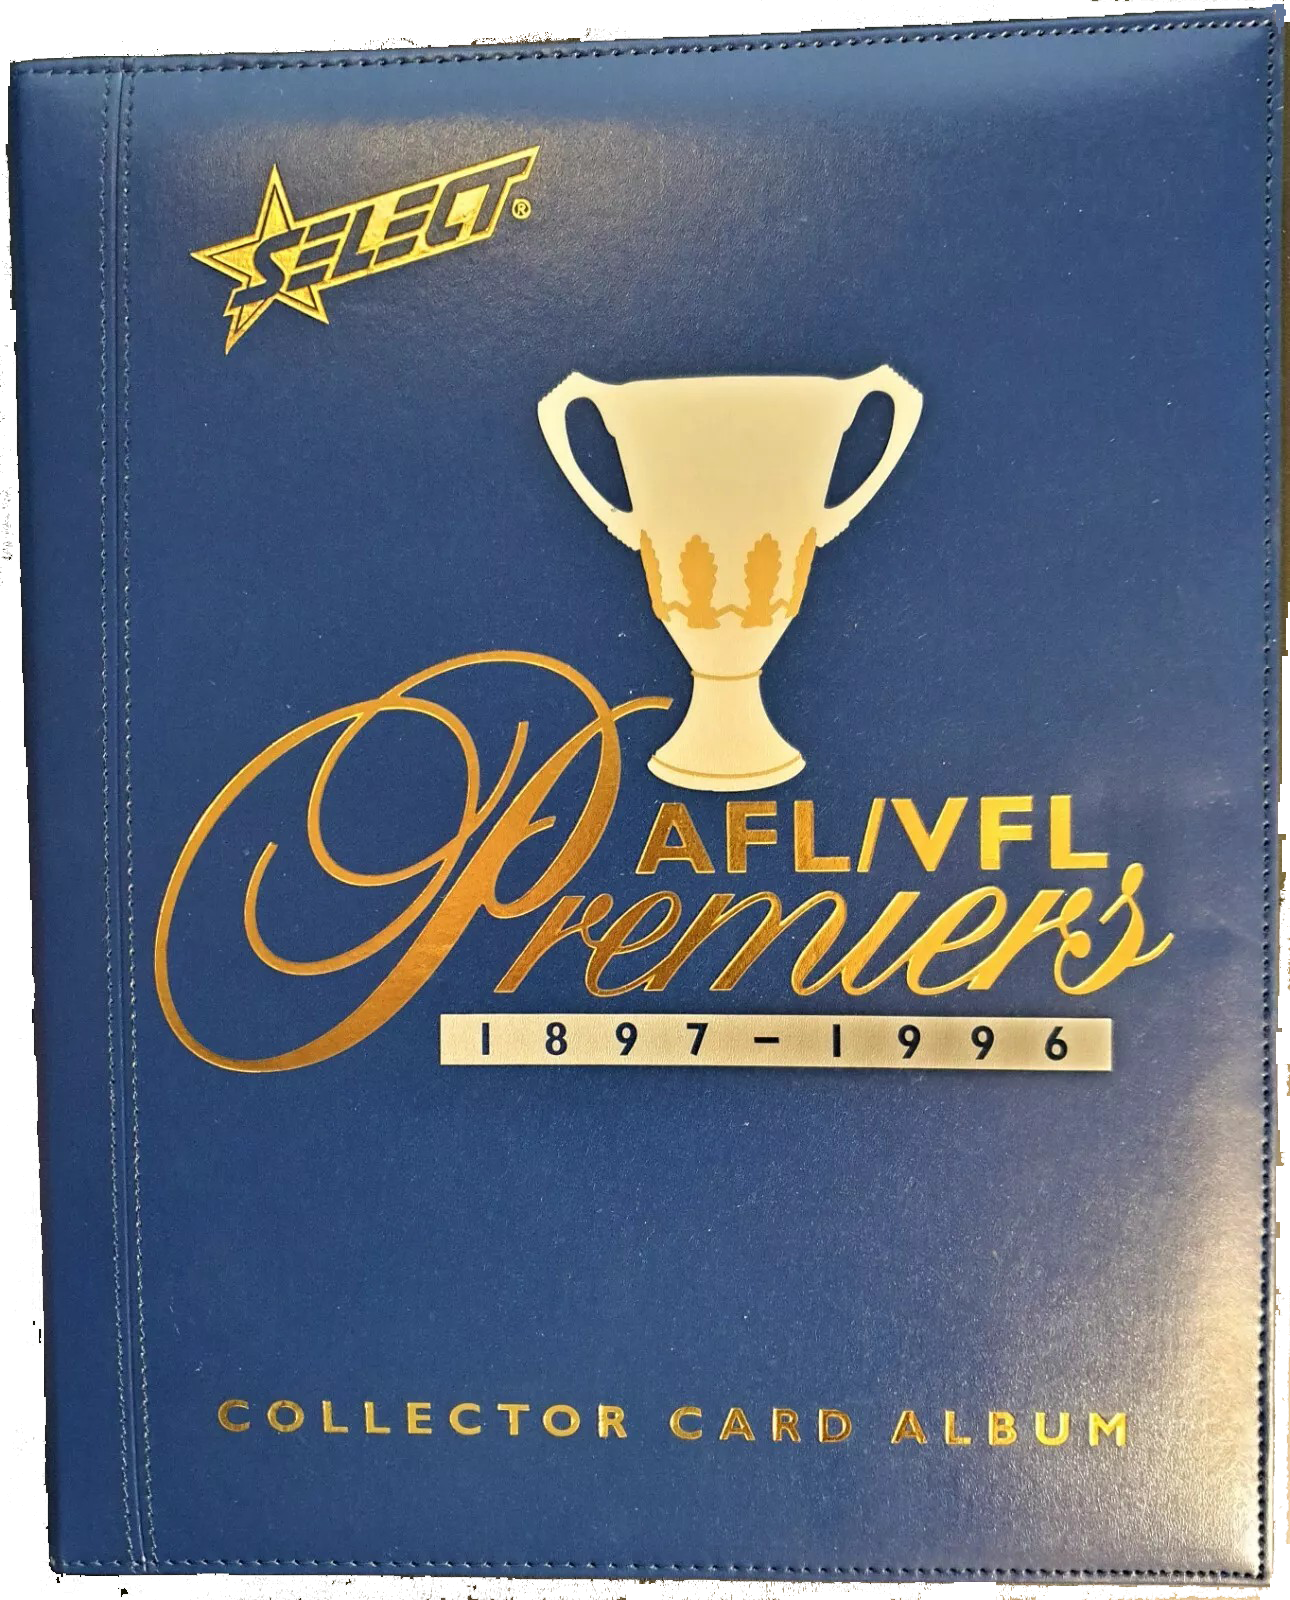 SELECT®
AFL/VFL
Premiers
1897-1996
COLLECTOR CARD ALBUM